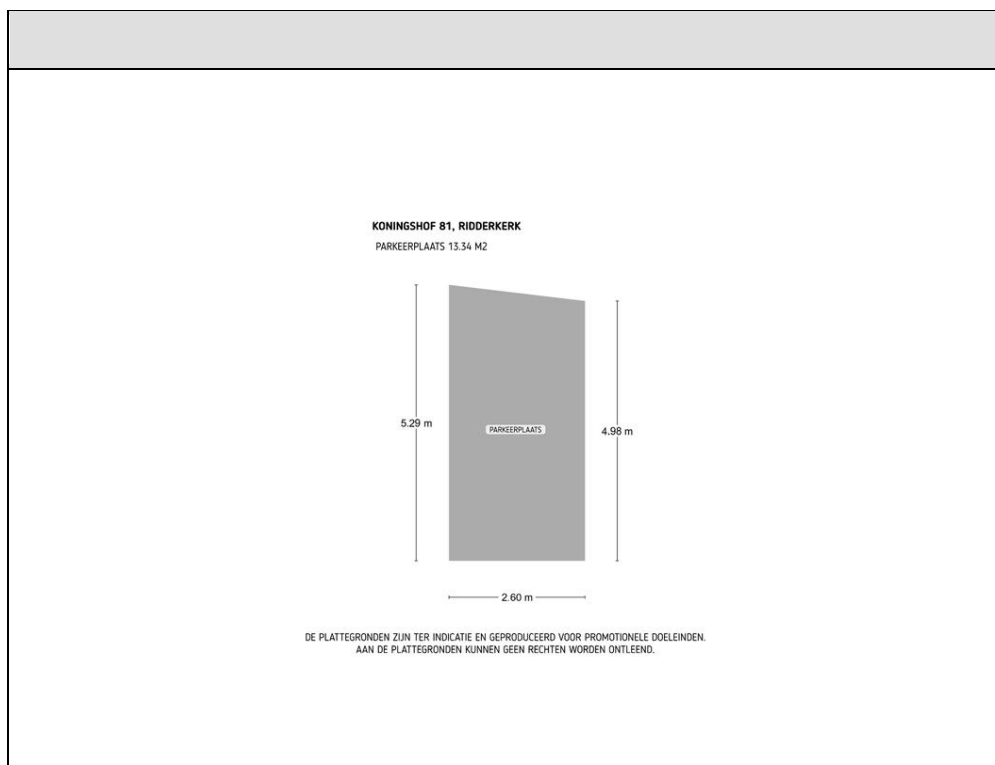 KONINGSHOF 81, RIDDERKERK
PARKEERPLAATS 13.34 M2
5.29 m
PARKEERPLAATS
4.98 m
2.60 m
DE PLATTEGRONDEN ZIJN TER INDICATIE EN GEPRODUCEERD VOOR PROMOTIONELE DOELEINDEN.
AAN DE PLATTEGRONDEN KUNNEN GEEN RECHTEN WORDEN ONTLEEND.